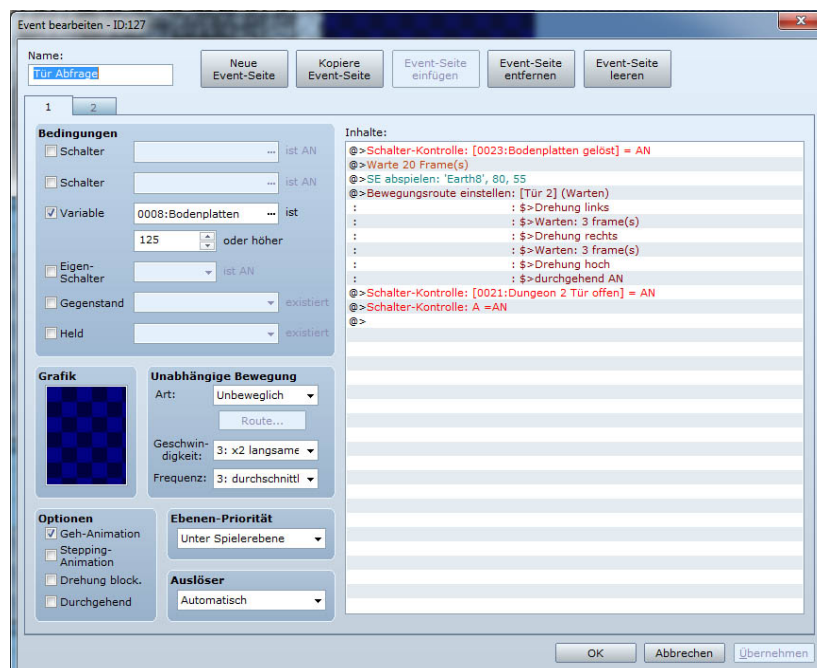 Event bearbeiten - ID:127
Name:
Tür Abfrage
Neue Event-Seite
Kopiere Event-Seite
Event-Seite einfügen
Event-Seite entfernen
Event-Seite leeren
1
2
Bedingungen
Schalter ... ist AN
Schalter ... ist AN
Variable 0008:Bodenplatten ... ist
125 oder höher
Eigen-Schalter ist AN
Gegenstand existiert
Held existiert
Grafik
Unabhängige Bewegung
Art: Unbeweglich
Route...
Geschwin-digkeit: 3: x2 langsame
Frequenz: 3: durchschnittl
Optionen
Geh-Animation
Stepping-Animation
Drehung block.
Durchgehend
Ebenen-Priorität
Unter Spielerebene
Auslöser
Automatisch
Inhalte:
@>Schalter-Kontrolle: [0023:Bodenplatten gelöst] = AN
@>Warte 20 Frame(s)
@>SE abspielen: 'Earth8', 80, 55
@>Bewegungsroute einstellen: [Tür 2] (Warten)
: : $>Drehung links
: : $>Warten: 3 frame(s)
: : $>Drehung rechts
: : $>Warten: 3 frame(s)
: : $>Drehung hoch
: : $>durchgehend AN
@>Schalter-Kontrolle: [0021:Dungeon 2 Tür offen] = AN
@>Schalter-Kontrolle: A =AN
@>
OK
Abbrechen
Übernehmen